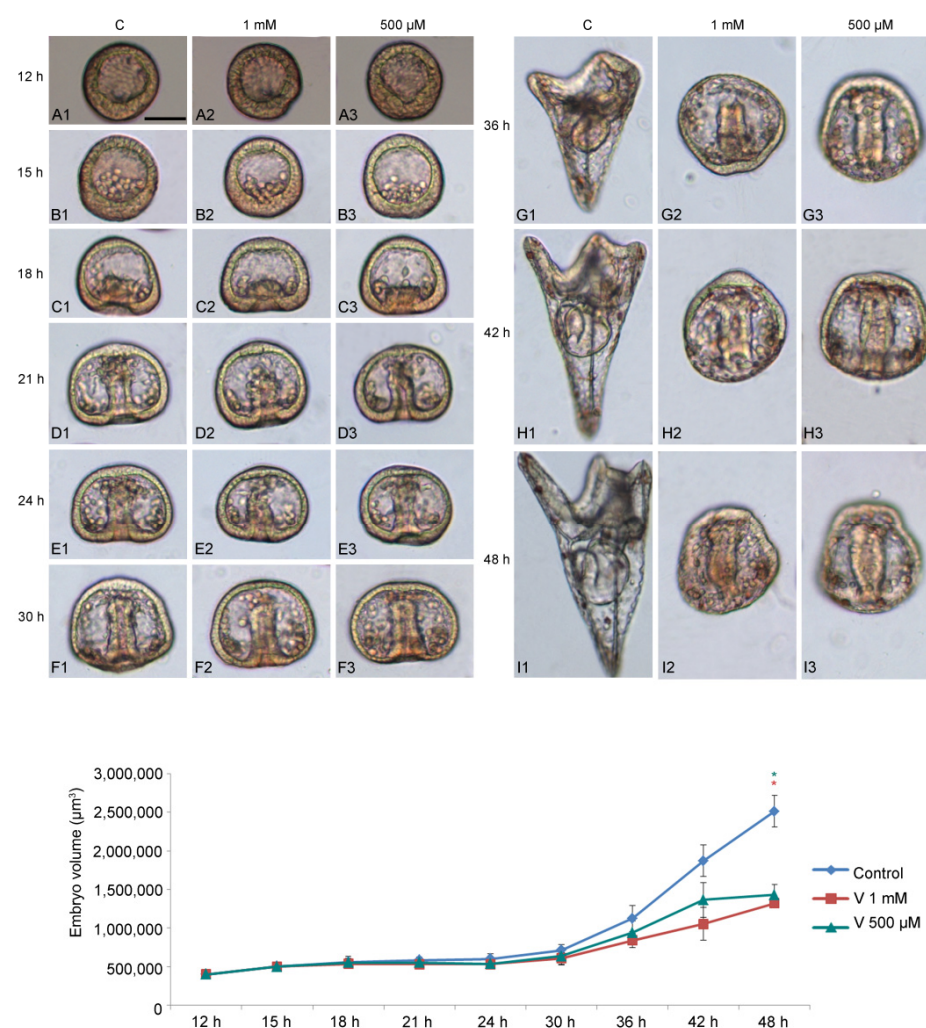 C 1 mM 500 µM C 1 mM 500 µM
12 h
A1 A2 A3
36 h
G1 G2 G3
15 h
B1 B2 B3
18 h
C1 C2 C3
42 h
H1 H2 H3
21 h
D1 D2 D3
24 h
E1 E2 E3
48 h
I1 I2 I3
30 h
F1 F2 F3
Embryo volume (µm³)
3,000,000
2,500,000
2,000,000
1,500,000
1,000,000
500,000
0
* 
*
12 h 15 h 18 h 21 h 24 h 30 h 36 h 42 h 48 h
Control
V 1 mM
V 500 µM